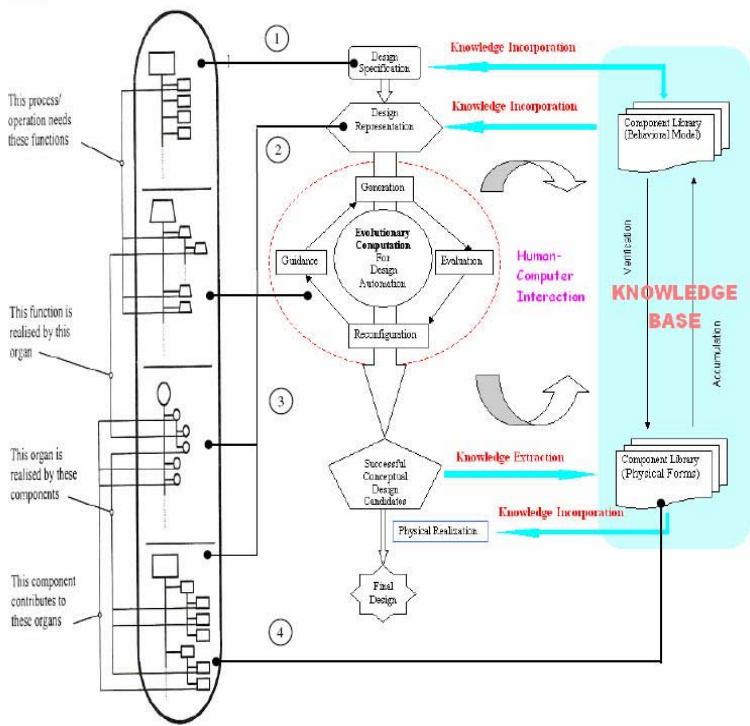 1
Design
Specification
Knowledge Incorporation
This process/
operation needs
these functions
Design
Representation
Knowledge Incorporation
Component Library
(Behavioral Model)
2
Generation
Evolutionary
Computation
For
Design
Automation
Guidance
Evaluation
Reconfiguration
Human-
Computer
Interaction
Verification
KNOWLEDGE
BASE
Accumulation
This function is
realised by this
organ
3
This organ is
realised by these
components
Successful
Conceptual
Design
Candidates
Knowledge Extraction
Component Library
(Physical Forms)
Knowledge Incorporation
Physical Realization
This component
contributes to
these organs
Final
Design
4